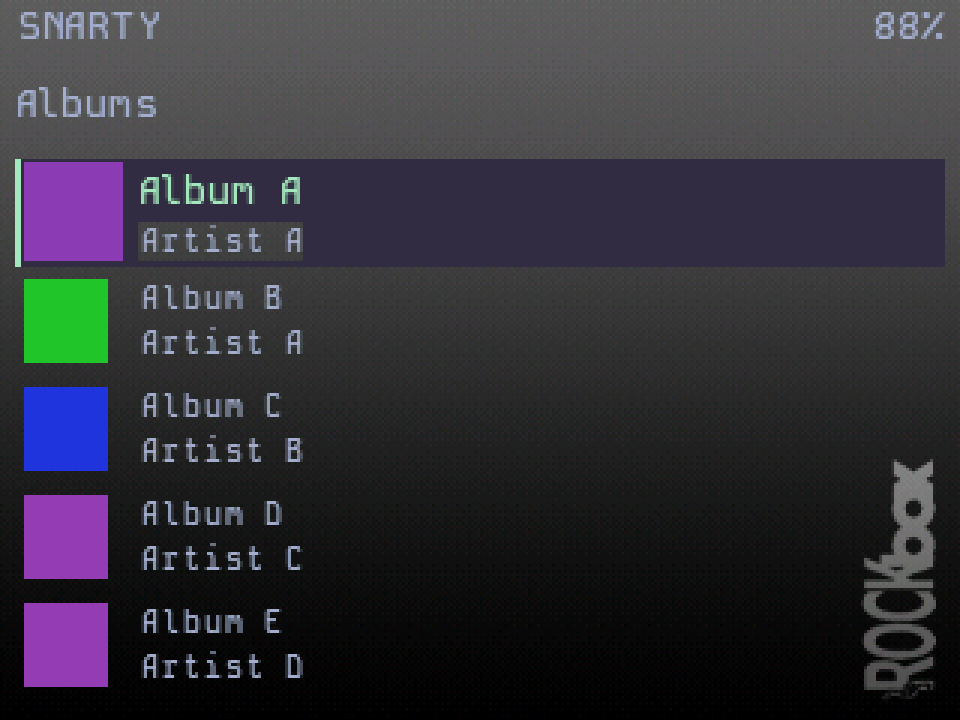 SNARTY 88%
Albums
Album A
Artist A
Album B
Artist A
Album C
Artist B
Album D
Artist C
Album E
Artist D
ROCKbox